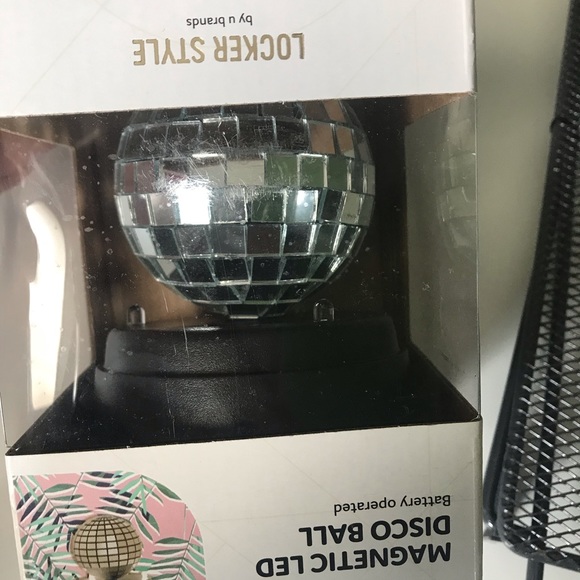 MAGNETIC LED
DISCO BALL
Battery operated
LOCKER STYLE
by u brands